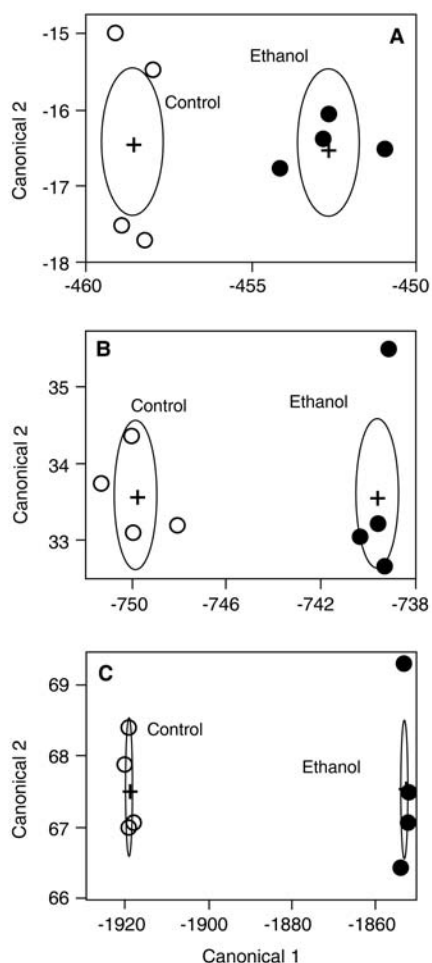 -15
A
Ethanol
Control
-16
Canonical 2
-17
-18
-460
-455
-450
B
35
Control
Ethanol
Canonical 2
33
-750
-746
-742
-738
C
69
Control
68
Ethanol
Canonical 2
67
66
-1920
-1900
-1880
-1860
Canonical 1